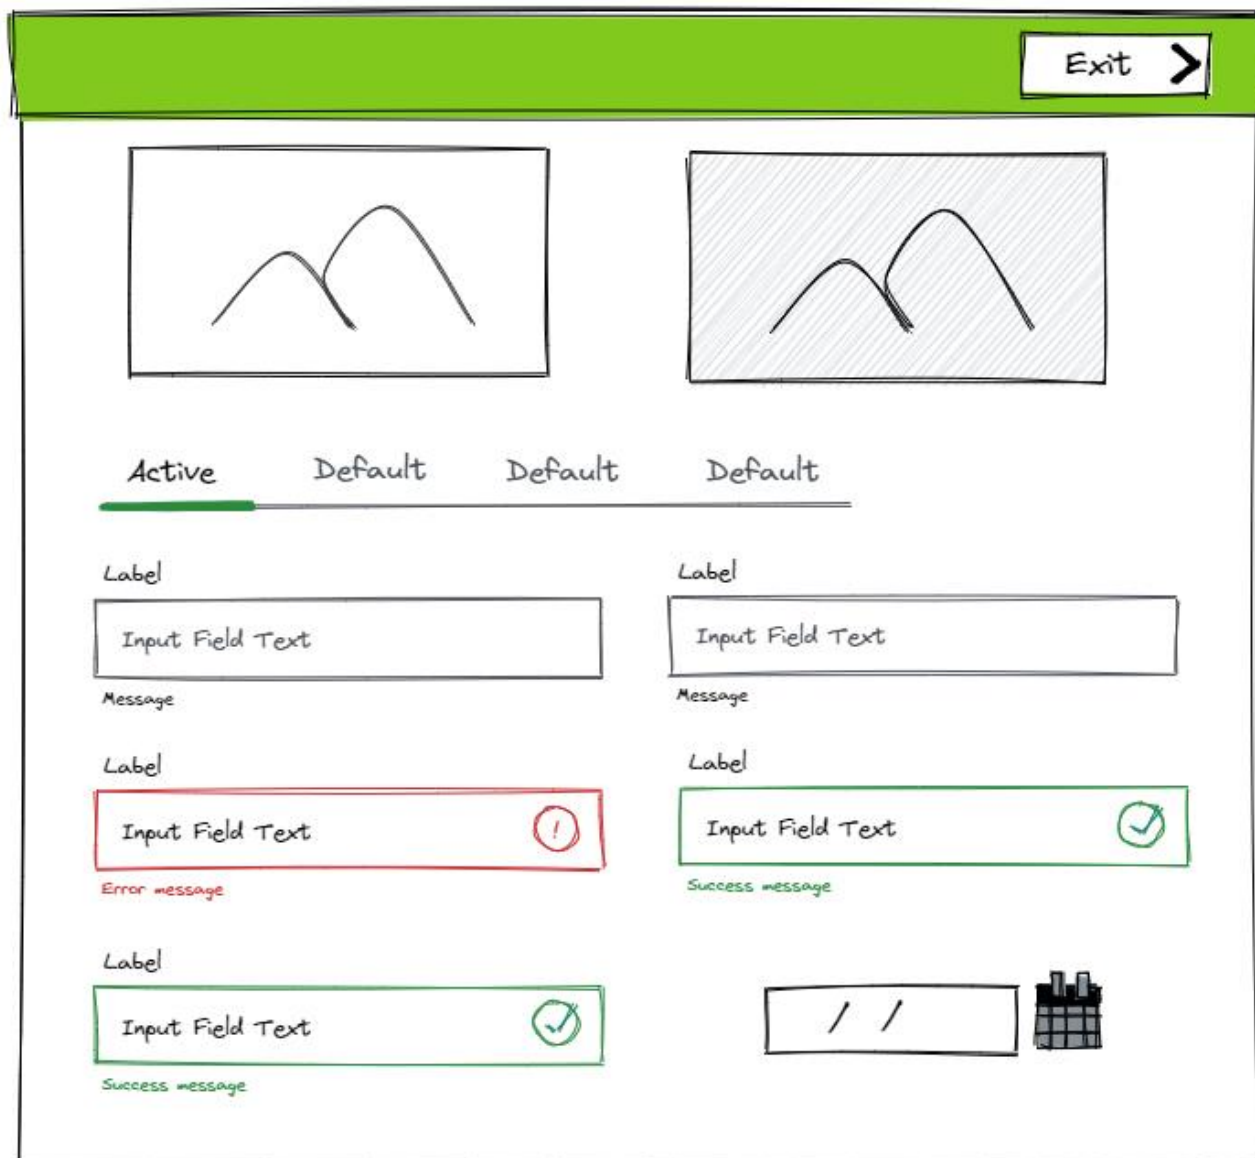 Exit >
Active Default Default Default
Label
Input Field Text
Message
Label
Input Field Text
Message
Label
Input Field Text !
Error message
Label
Input Field Text
Success message
Label
Input Field Text
Success message
/ /